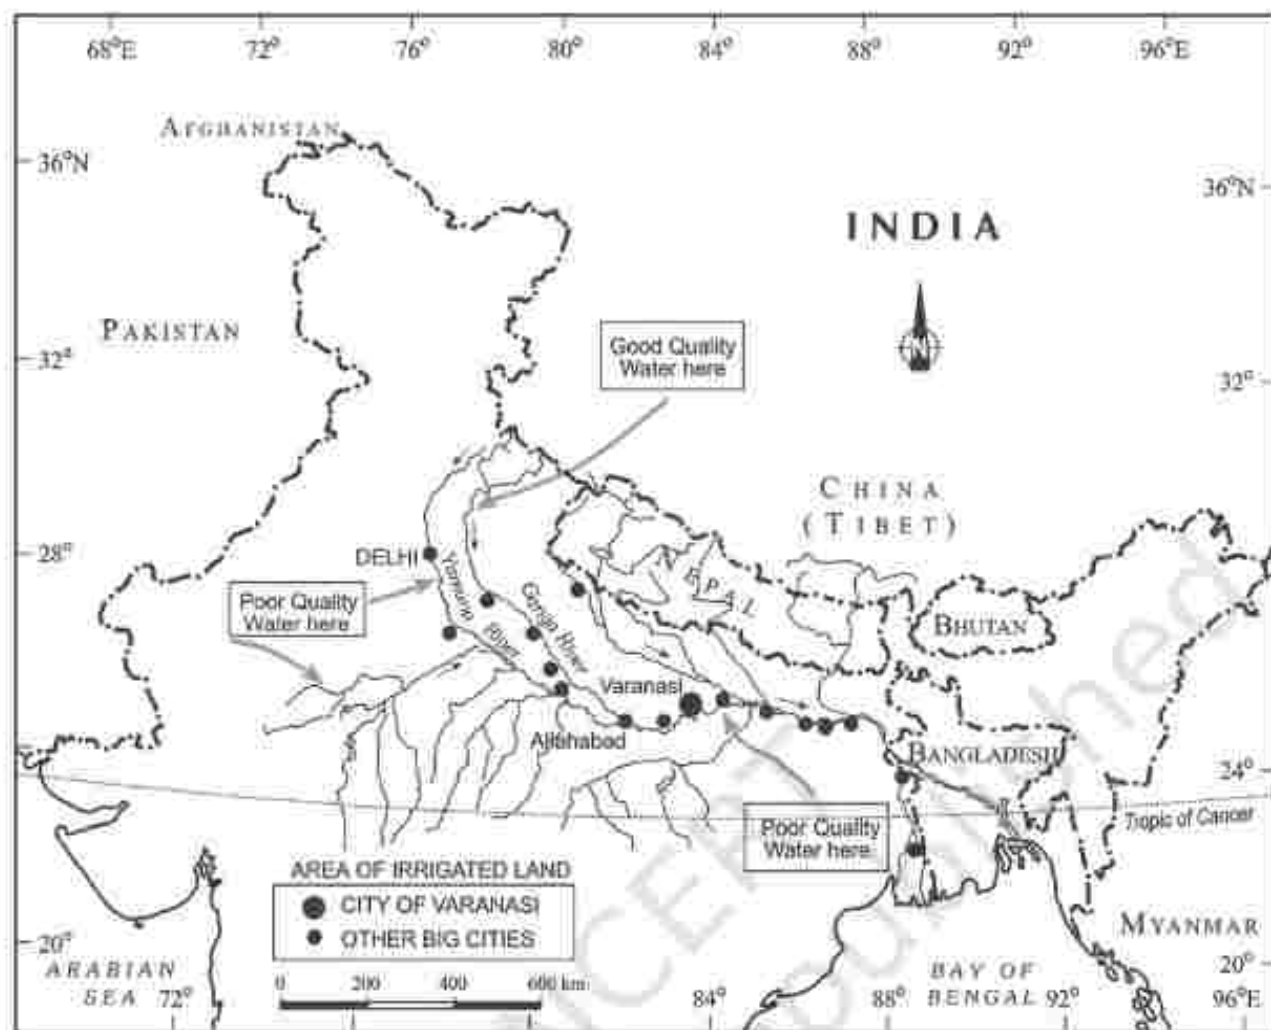 68°E 72° 76° 80° 84° 88° 92° 96°E
AFGHANISTAN
36°N
36°N
INDIA
PAKISTAN
Good Quality
Water here
N
32°
32°
CHINA
(TIBET)
28°
DELHI
NEPAL
Poor Quality
Water here
Yamuna River
Ganga River
BHUTAN
28°
Varanasi
Allahabad
BANGLADESH
24°
Tropic of Cancer
Poor Quality
Water here
AREA OF IRRIGATED LAND
CITY OF VARANASI
OTHER BIG CITIES
MYANMAR
20°
ARABIAN
SEA
0 200 400 600 km
BAY OF
BENGAL
20°
72° 84° 88° 92° 96°E